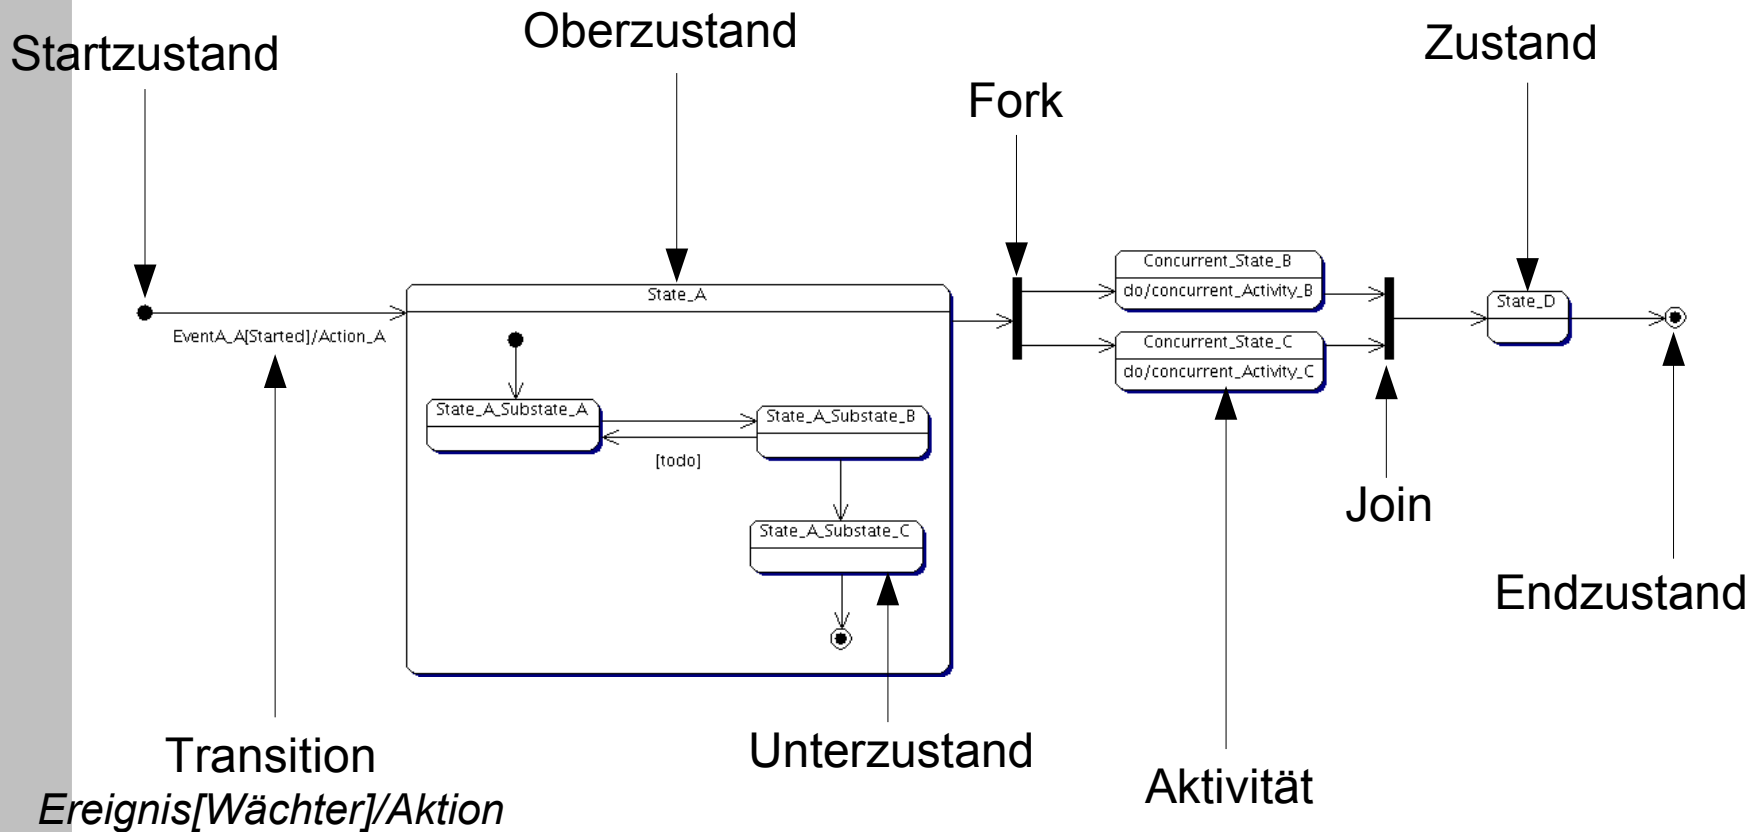 Startzustand
Oberzustand
Zustand
Fork
EventA_A[Started]/Action_A
State_A
State_A_Substate_A
State_A_Substate_B
[todo]
State_A_Substate_C
Concurrent_State_B
do/concurrent_Activity_B
Concurrent_State_C
do/concurrent_Activity_C
State_D
Join
Endzustand
Transition
Ereignis[Wächter]/Aktion
Unterzustand
Aktivität